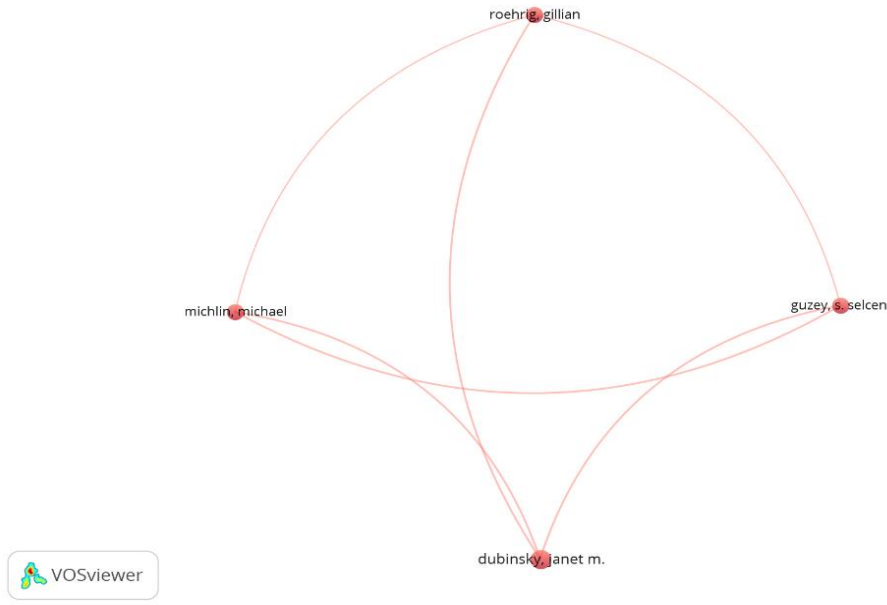 roehrig, gillian
michlin, michael
guzey, s. selcen
dubinsky, janet m.
VOSviewer